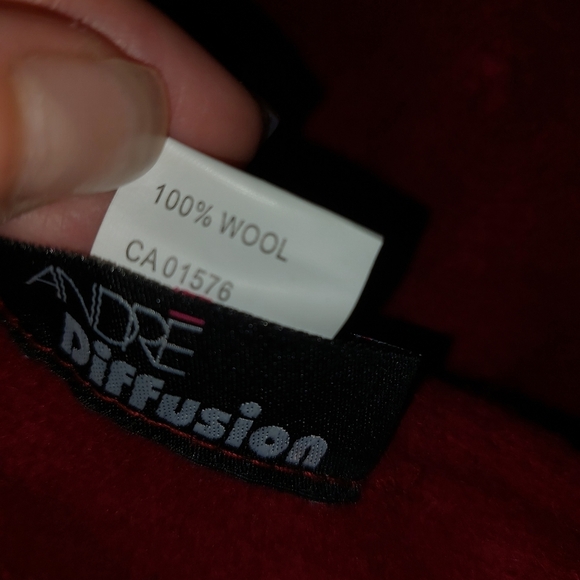 100% WOOL
CA 01576
ANDRÉ
Diffusion